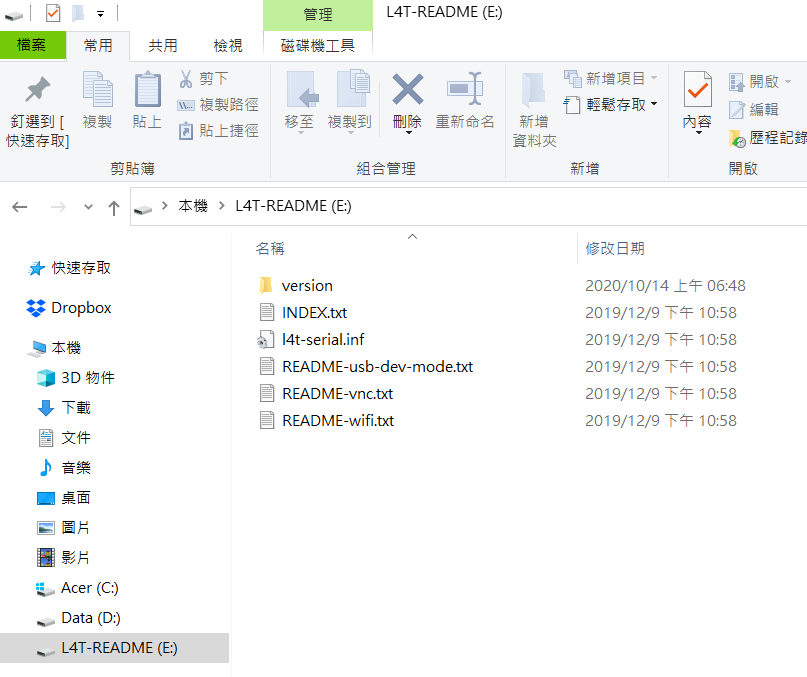 管理
L4T-README (E:)
檔案
常用
共用
檢視
磁碟機工具
釘選到 [
快速存取]
複製
貼上
剪下
複製路徑
貼上捷徑
剪貼簿
移至
複製到
刪除
重新命名
組合管理
新增
資料夾
新增項目
輕鬆存取
新增
內容
開啟
編輯
歷程記錄
開啟
本機
L4T-README (E:)
名稱
修改日期
快速存取
Dropbox
本機
3D 物件
下載
文件
音樂
桌面
圖片
影片
Acer (C:)
Data (D:)
L4T-README (E:)
version 2020/10/14 上午 06:48
INDEX.txt 2019/12/9 下午 10:58
l4t-serial.inf 2019/12/9 下午 10:58
README-usb-dev-mode.txt 2019/12/9 下午 10:58
README-vnc.txt 2019/12/9 下午 10:58
README-wifi.txt 2019/12/9 下午 10:58